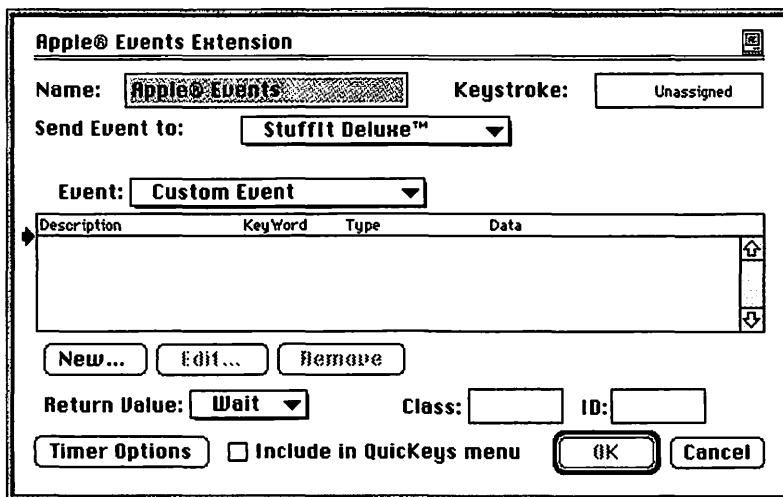 Apple® Events Extension
Name: Apple® Events Keystroke: Unassigned
Send Event to: StuffIt Deluxe™
Event: Custom Event
Description KeyWord Type Data
New... Edit... Remove
Return Value: Wait Class: ID:
Timer Options Include in QuicKeys menu OK Cancel